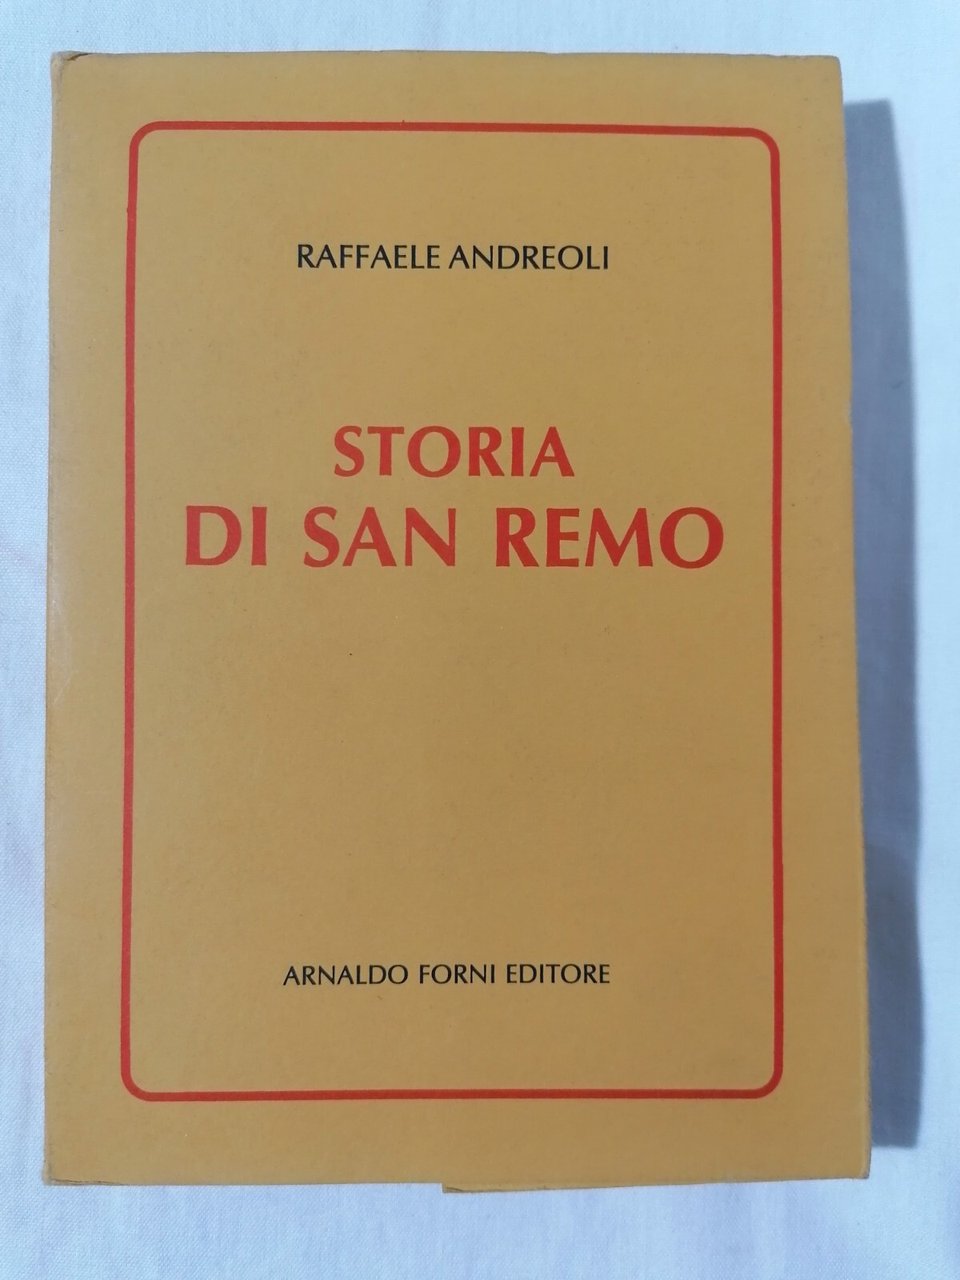 RAFFAELE ANDREOLI
STORIA
DI SAN REMO
ARNALDO FORNI EDITORE